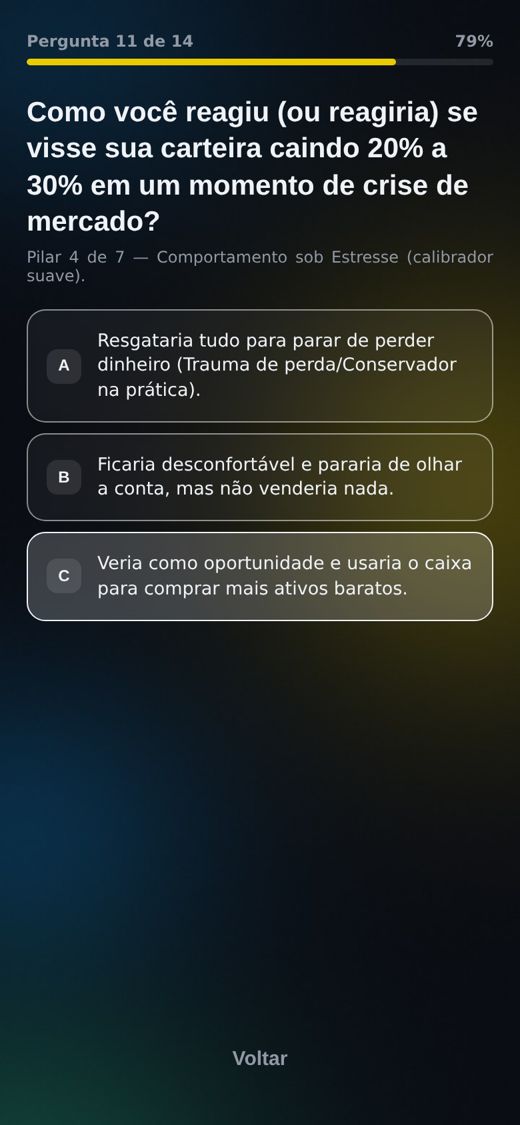 Pergunta 11 de 14
79%
Como você reagiu (ou reagiria) se
visse sua carteira caindo 20% a
30% em um momento de crise de
mercado?
Pilar 4 de 7 — Comportamento sob Estresse (calibrador
suave).
A
Resgataria tudo para parar de perder
dinheiro (Trauma de perda/Conservador
na prática).
B
Ficaria desconfortável e pararia de olhar
a conta, mas não venderia nada.
C
Veria como oportunidade e usaria o caixa
para comprar mais ativos baratos.
Voltar